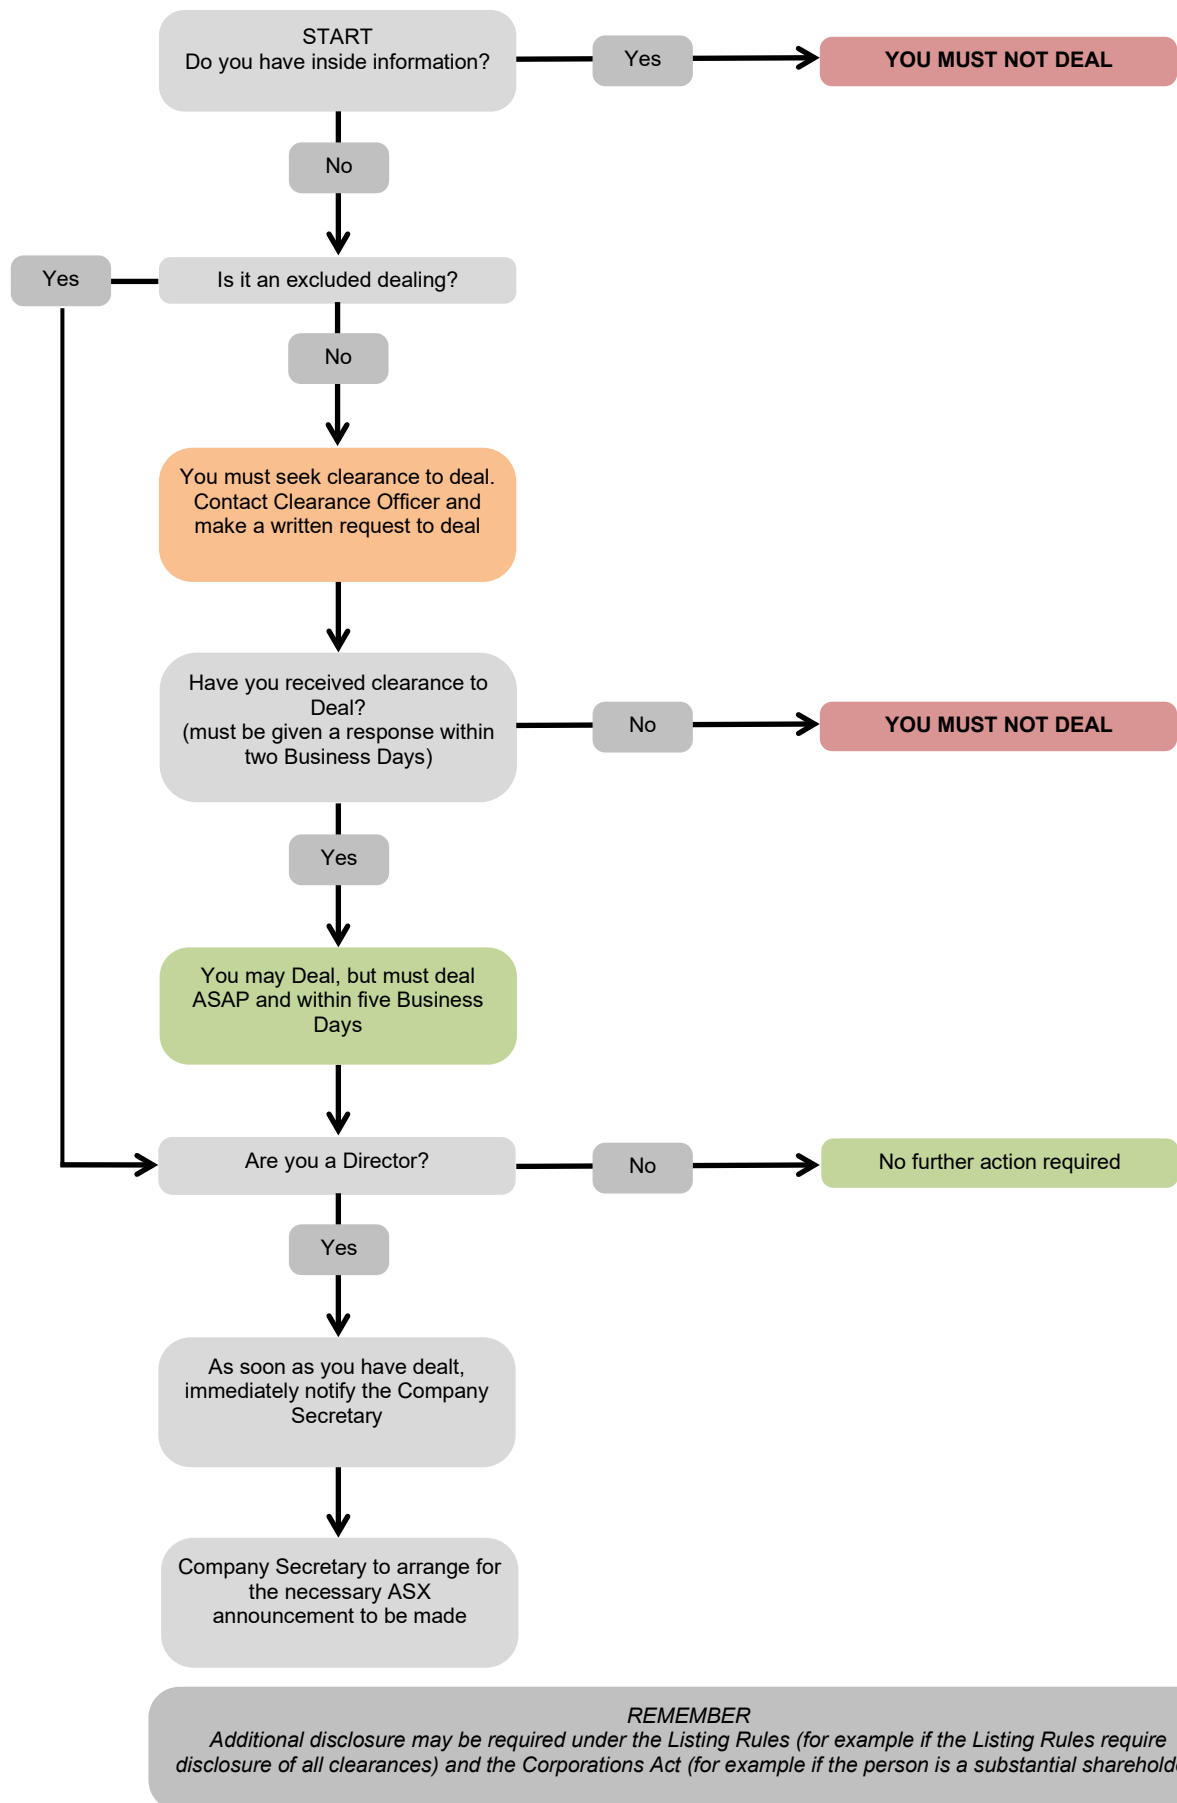 START
Do you have inside information?
Yes
YOU MUST NOT DEAL
No
Yes
Is it an excluded dealing?
No
You must seek clearance to deal.
Contact Clearance Officer and
make a written request to deal
Have you received clearance to
Deal?
(must be given a response within
two Business Days)
No
YOU MUST NOT DEAL
Yes
You may Deal, but must deal
ASAP and within five Business
Days
Are you a Director?
No
No further action required
Yes
As soon as you have dealt,
immediately notify the Company
Secretary
Company Secretary to arrange for
the necessary ASX
announcement to be made
REMEMBER
Additional disclosure may be required under the Listing Rules (for example if the Listing Rules require
disclosure of all clearances) and the Corporations Act (for example if the person is a substantial